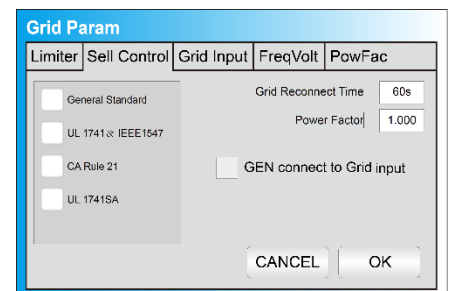 Grid Param
Limiter Sell Control Grid Input FreqVolt PowFac
General Standard
UL 1741 & IEEE1547
CA Rule 21
UL 1741SA
Grid Reconnect Time 60s
Power Factor 1.000
GEN connect to Grid input
CANCEL OK